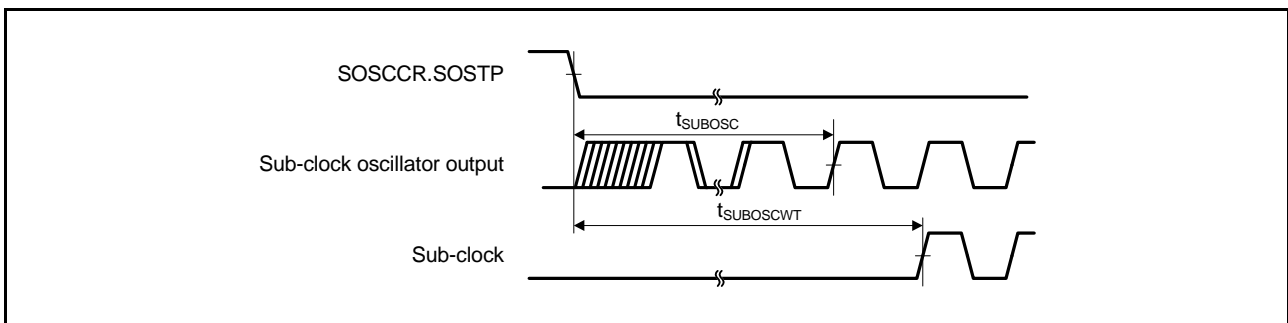 SOSCCR.SOSTP
tSUBOSC
Sub-clock oscillator output
tSUBOSCWT
Sub-clock